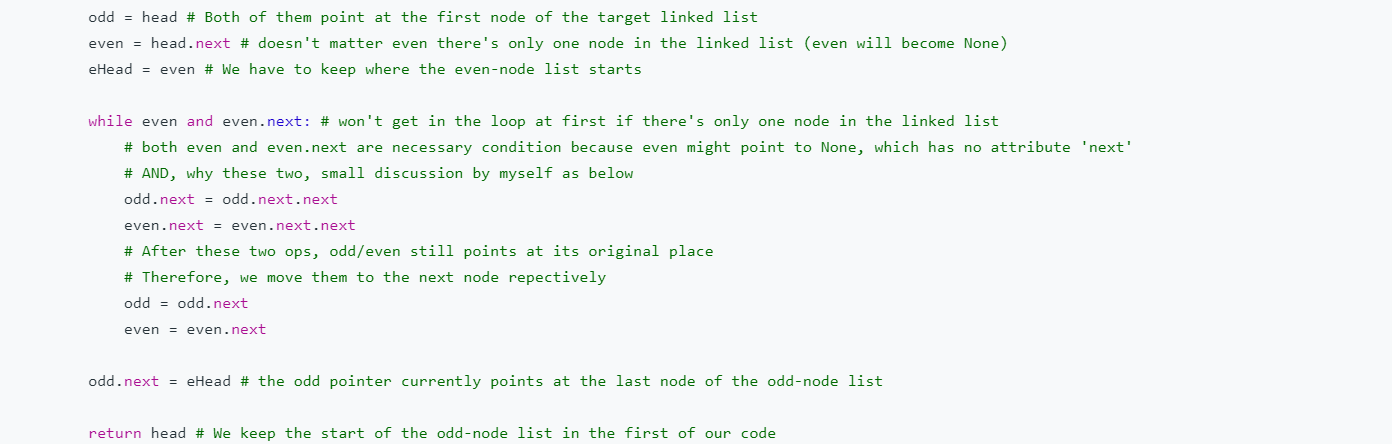 odd = head # Both of them point at the first node of the target linked list
even = head.next # doesn't matter even there's only one node in the linked list (even will become None)
eHead = even # We have to keep where the even-node list starts
while even and even.next: # won't get in the loop at first if there's only one node in the linked list
# both even and even.next are necessary condition because even might point to None, which has no attribute 'next'
# AND, why these two, small discussion by myself as below
odd.next = odd.next.next
even.next = even.next.next
# After these two ops, odd/even still points at its original place
# Therefore, we move them to the next node repectively
odd = odd.next
even = even.next
odd.next = eHead # the odd pointer currently points at the last node of the odd-node list
return head # We keep the start of the odd-node list in the first of our code